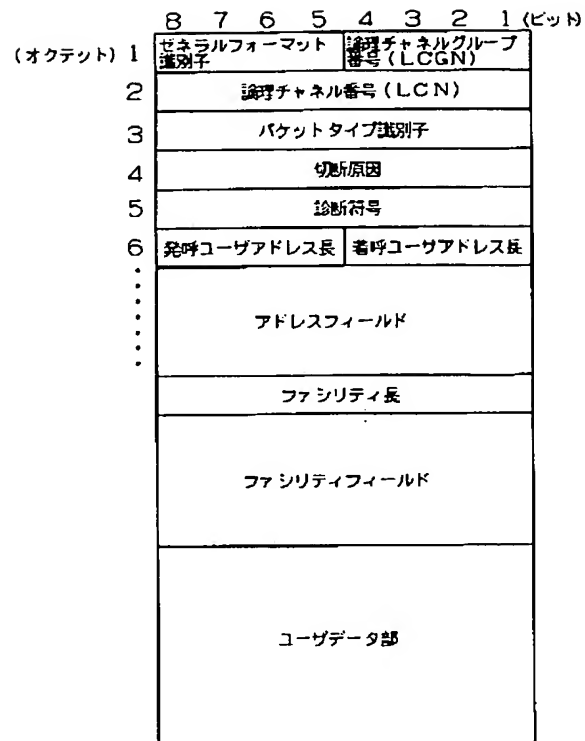 8 7 6 5 4 3 2 1 (ビット)
(オクテット) 1 ゼネラルフォーマット 論理チャネルグループ
識別子 番号(LCGN)
2 論理チャネル番号(LCN)
3 パケットタイプ識別子
4 切断原因
5 診断符号
6 発呼ユーザアドレス長 着呼ユーザアドレス長
アドレスフィールド
ファシリティ長
ファシリティフィールド
ユーザデータ部